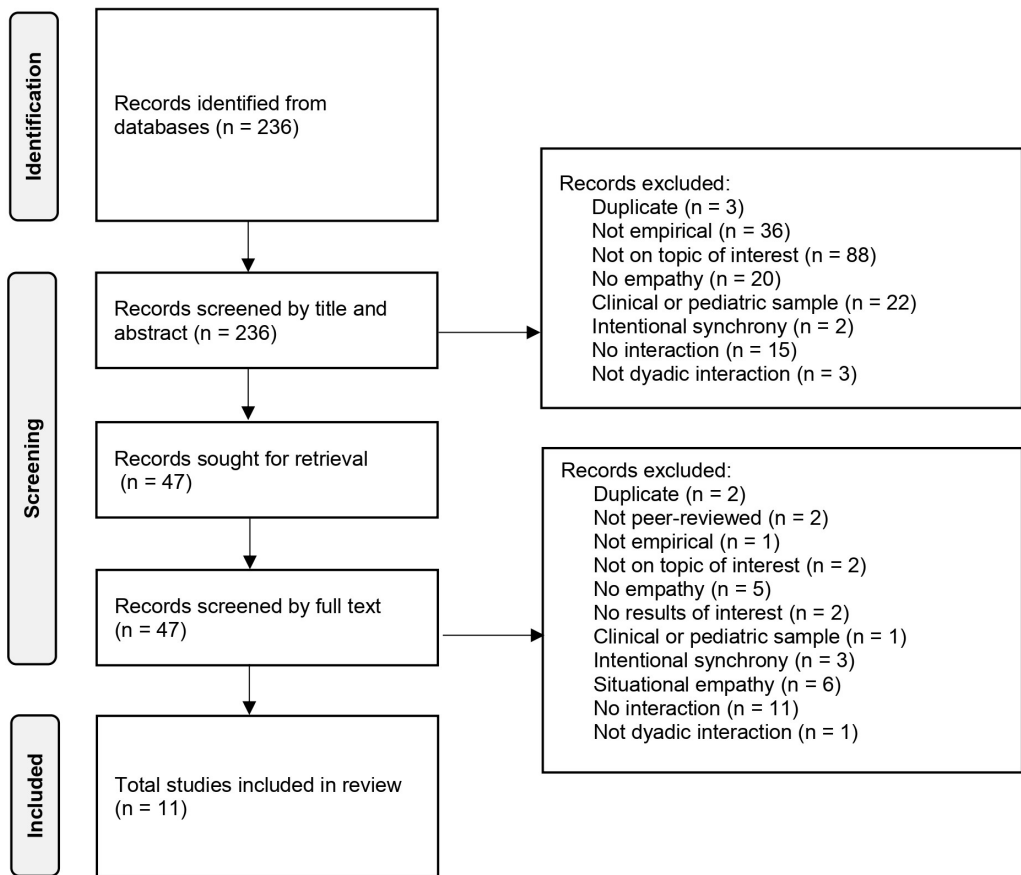 Identification
Records identified from
databases (n = 236)
Records excluded:
Duplicate (n = 3)
Not empirical (n = 36)
Not on topic of interest (n = 88)
No empathy (n = 20)
Clinical or pediatric sample (n = 22)
Intentional synchrony (n = 2)
No interaction (n = 15)
Not dyadic interaction (n = 3)
Screening
Records screened by title and
abstract (n = 236)
Records sought for retrieval
(n = 47)
Records screened by full text
(n = 47)
Records excluded:
Duplicate (n = 2)
Not peer-reviewed (n = 2)
Not empirical (n = 1)
Not on topic of interest (n = 2)
No empathy (n = 5)
No results of interest (n = 2)
Clinical or pediatric sample (n = 1)
Intentional synchrony (n = 3)
Situational empathy (n = 6)
No interaction (n = 11)
Not dyadic interaction (n = 1)
Included
Total studies included in review
(n = 11)